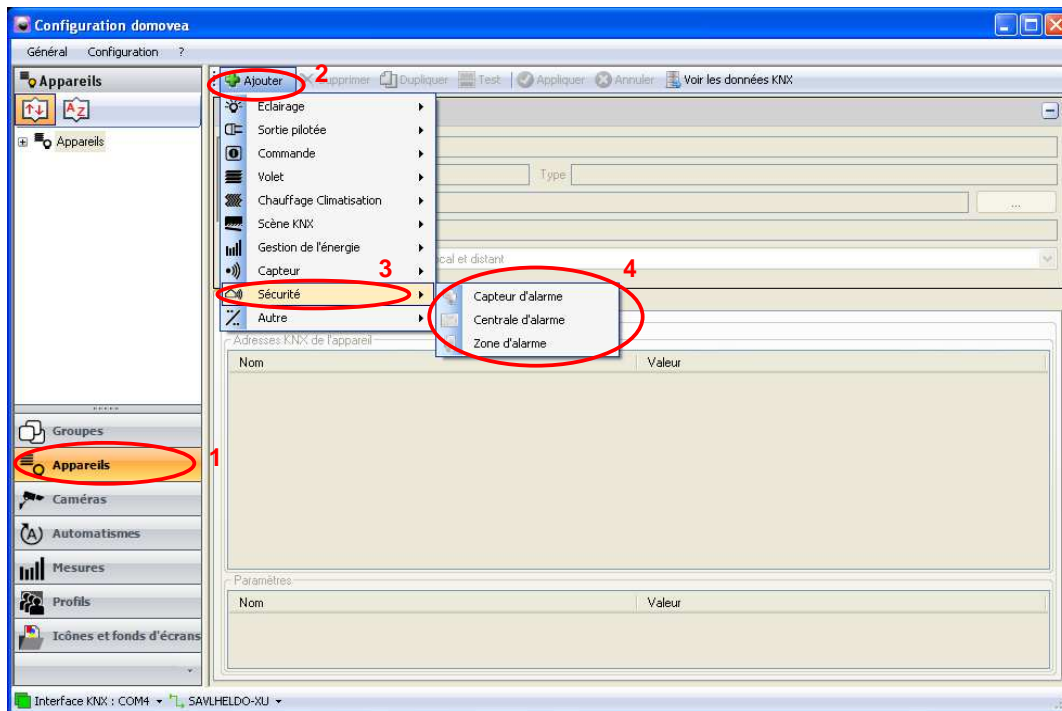 Configuration domovea
Général Configuration ?
Appareils
Ajouter 2 Supprimer Dupliquer Test Appliquer Annuler Voir les données KNX
Appareils
Eclairage
Sortie pilotée
Commande
Volet
Type
Chauffage Climatisation
...
Scène KNX
Gestion de l'énergie
cal et distant
Capteur
3
4
Sécurité
Capteur d'alarme
Autre
Centrale d'alarme
Zone d'alarme
Adresses KNX de l'appareil
Nom Valeur
Groupes
Appareils 1
Caméras
Automatismes
Mesures
Profils
Icônes et fonds d'écrans
Paramètres
Nom Valeur
Interface KNX : COM4 SAVLHELDO-XU